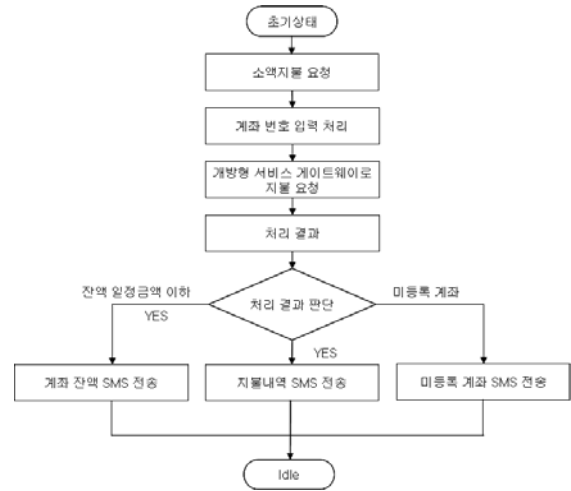 초기상태
소액지불 요청
계좌 번호 입력 처리
개방형 서비스 게이트웨이로
지불 요청
처리 결과
잔액 일정금액 이하
처리 결과 판단
미등록 계좌
YES
YES
계좌 잔액 SMS 전송
지불내역 SMS 전송
미등록 계좌 SMS 전송
Idle